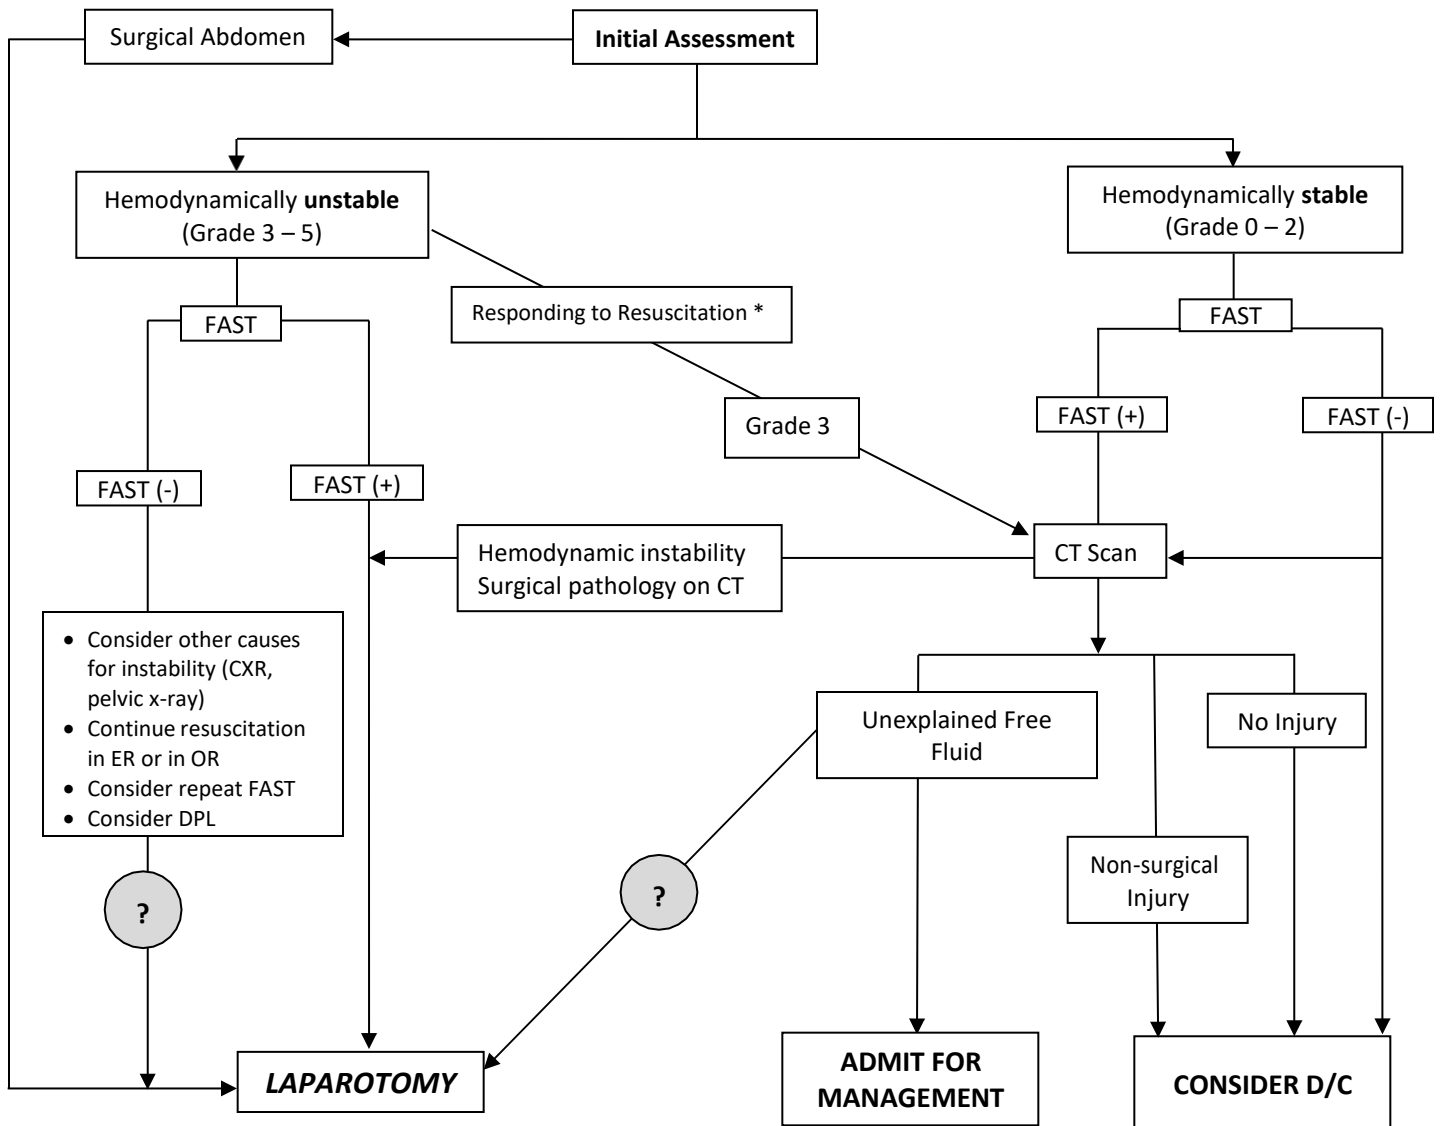 Surgical Abdomen
Initial Assessment
Hemodynamically unstable
(Grade 3 – 5)
Hemodynamically stable
(Grade 0 – 2)
Responding to Resuscitation *
FAST
FAST
Grade 3
FAST (+)
FAST (-)
FAST (-)
FAST (+)
Hemodynamic instability
Surgical pathology on CT
CT Scan
• Consider other causes
for instability (CXR,
pelvic x-ray)
• Continue resuscitation
in ER or in OR
• Consider repeat FAST
• Consider DPL
Unexplained Free
Fluid
No Injury
Non-surgical
Injury
?
?
LAPAROTOMY
ADMIT FOR
MANAGEMENT
CONSIDER D/C